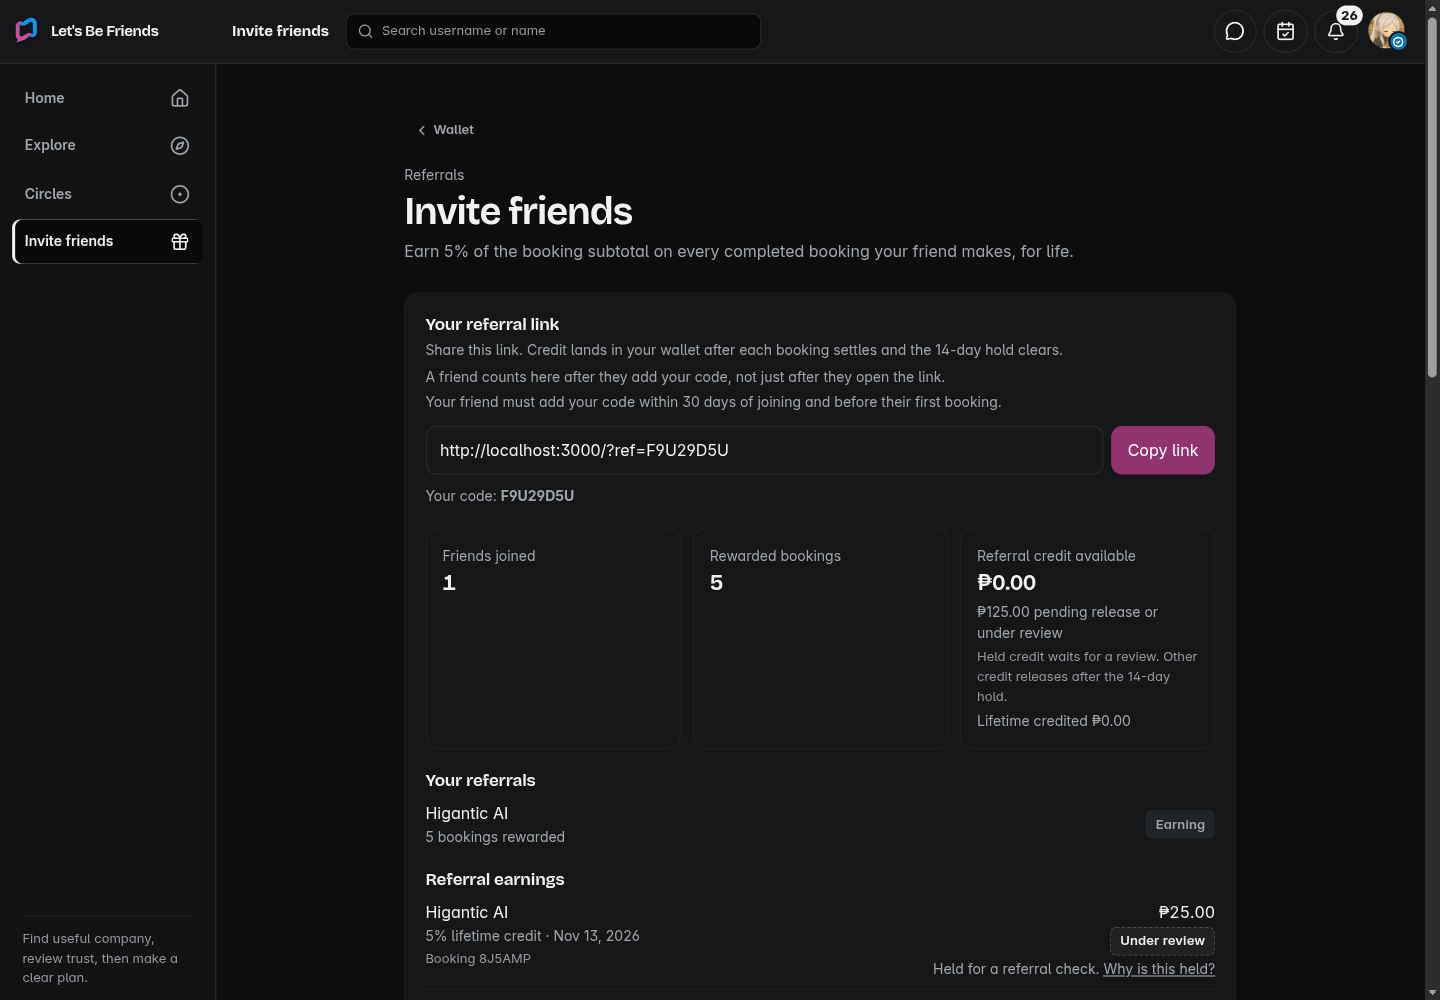 Let's Be Friends
Invite friends
Search username or name
26
Home
Explore
Circles
Invite friends
Find useful company,
review trust, then make a
clear plan.
Wallet
Referrals
Invite friends
Earn 5% of the booking subtotal on every completed booking your friend makes, for life.
Your referral link
Share this link. Credit lands in your wallet after each booking settles and the 14-day hold clears.
A friend counts here after they add your code, not just after they open the link.
Your friend must add your code within 30 days of joining and before their first booking.
http://localhost:3000/?ref=F9U29D5U
Copy link
Your code: F9U29D5U
Friends joined
1
Rewarded bookings
5
Referral credit available
₱0.00
₱125.00 pending release or
under review
Held credit waits for a review. Other
credit releases after the 14-day
hold.
Lifetime credited ₱0.00
Your referrals
Higantic AI
5 bookings rewarded
Earning
Referral earnings
Higantic AI
₱25.00
5% lifetime credit · Nov 13, 2026
Under review
Booking 8J5AMP
Held for a referral check. Why is this held?